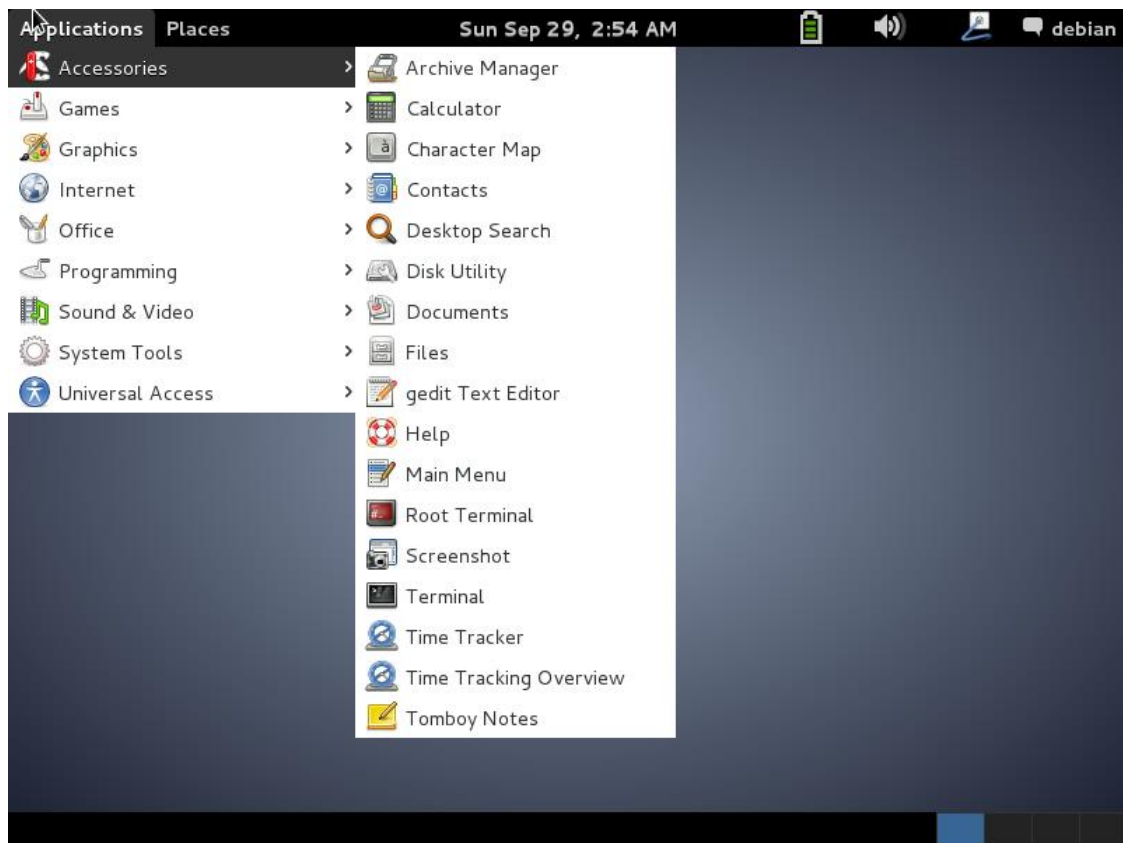 Applications Places Sun Sep 29, 2:54 AM debian
Accessories
Games
Graphics
Internet
Office
Programming
Sound & Video
System Tools
Universal Access
Archive Manager
Calculator
Character Map
Contacts
Desktop Search
Disk Utility
Documents
Files
gedit Text Editor
Help
Main Menu
Root Terminal
Screenshot
Terminal
Time Tracker
Time Tracking Overview
Tomboy Notes